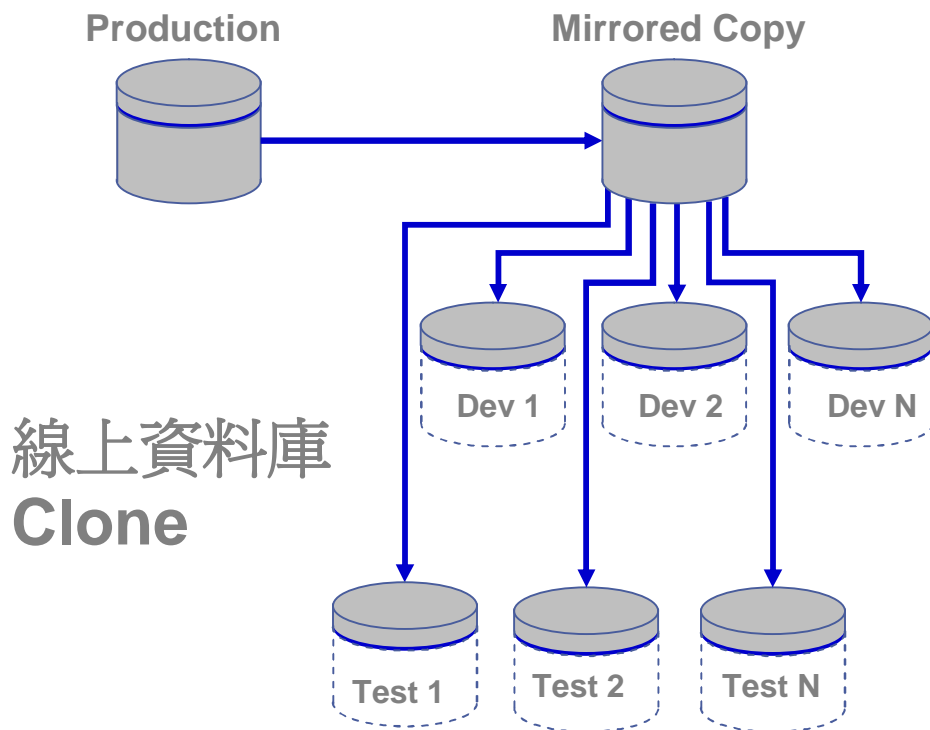 Production
Mirrored Copy
Dev 1
Dev 2
Dev N
線上資料庫
Clone
Test 1
Test 2
Test N